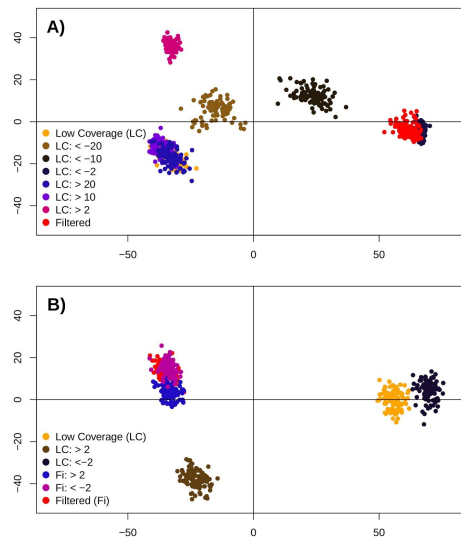 A)
40
20
0
−20
−40
Low Coverage (LC)
LC: < −20
LC: < −10
LC: < −2
LC: > 20
LC: > 10
LC: > 2
Filtered
−50 0 50
B)
40
20
0
−20
−40
Low Coverage (LC)
LC: > 2
LC: <−2
Fi: > 2
Fi: < −2
Filtered (Fi)
−50 0 50